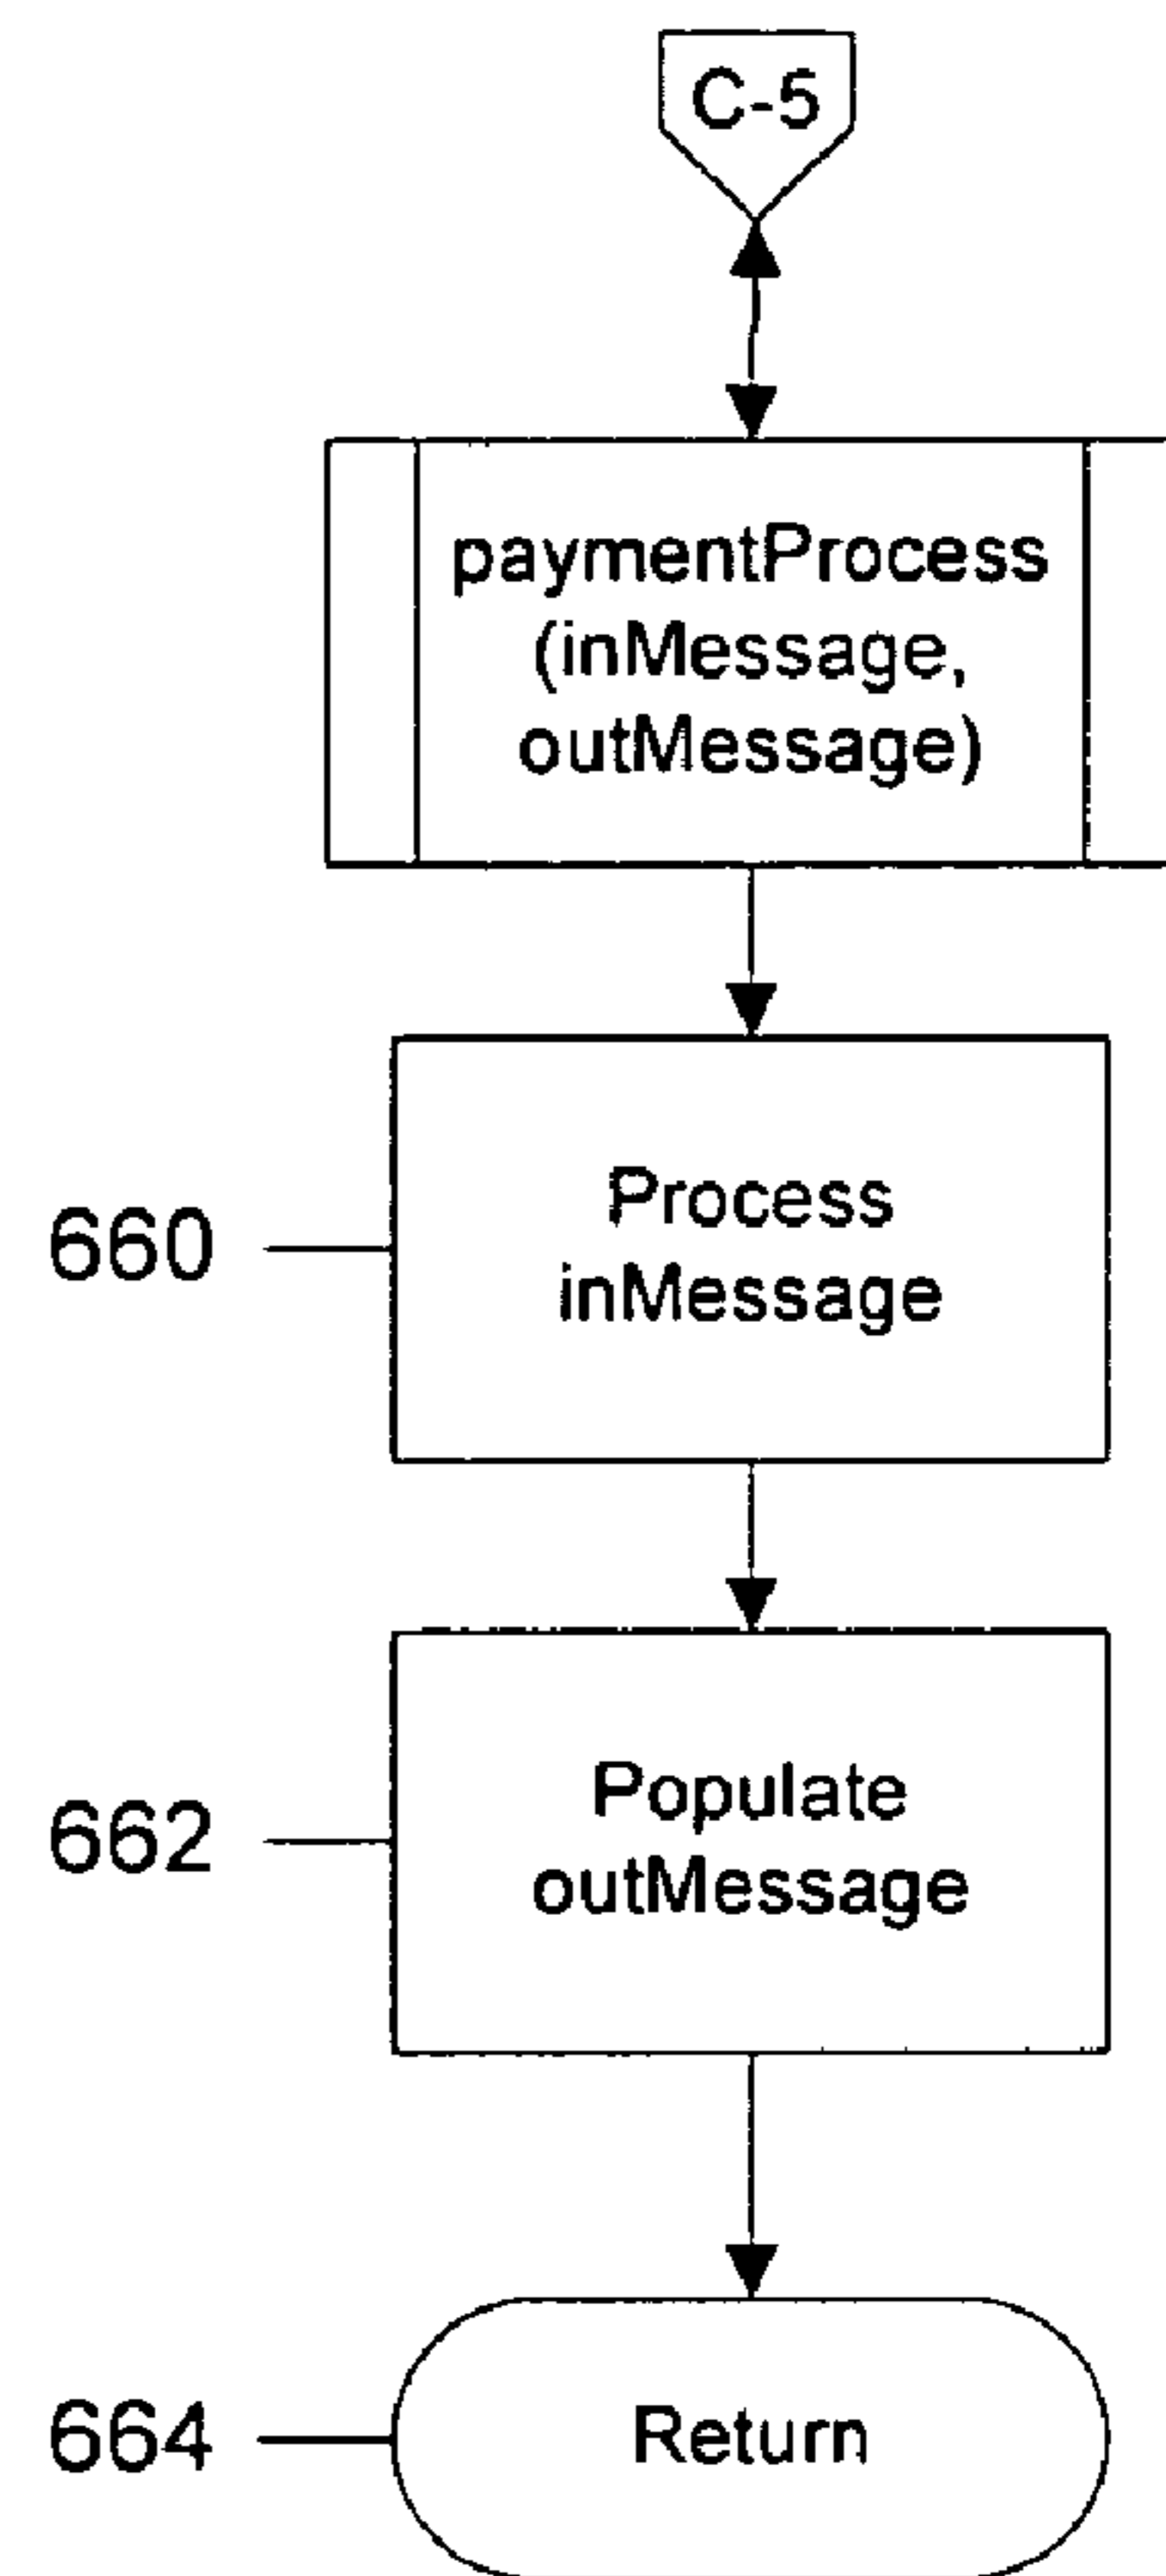 C-5
paymentProcess
(inMessage,
outMessage)
660
Process
inMessage
662
Populate
outMessage
664
Return